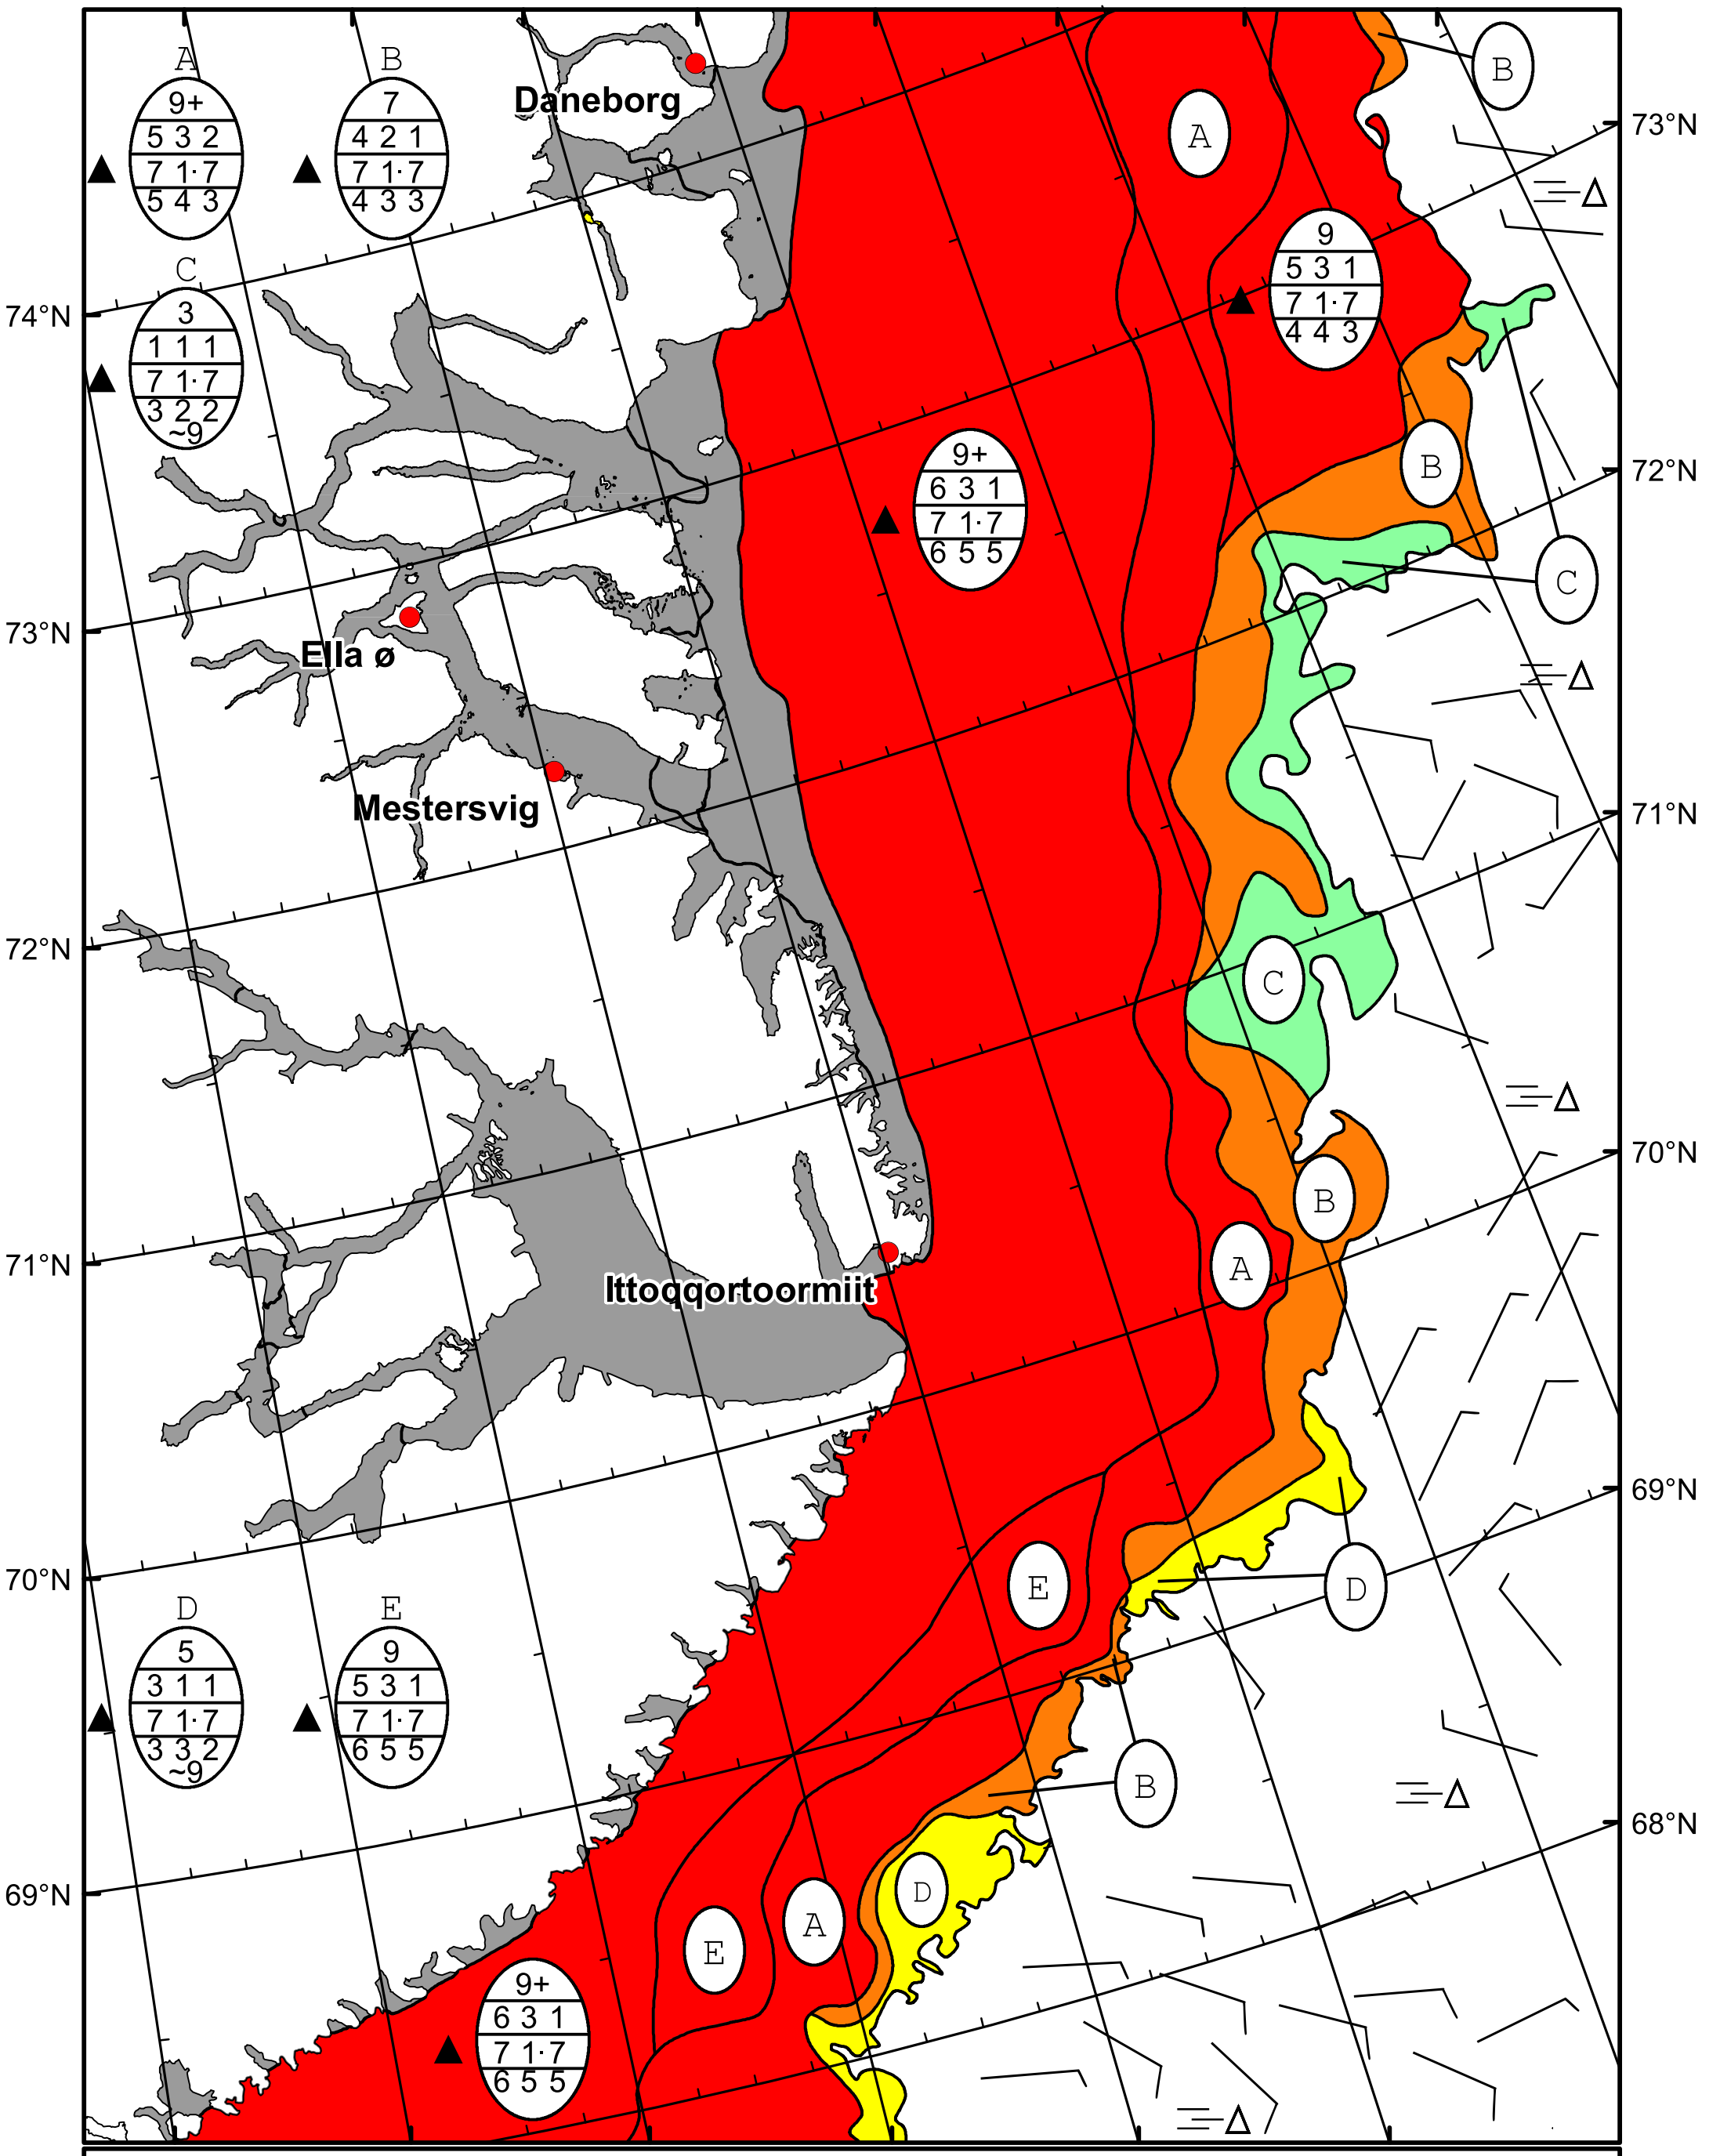 A
9+
5 3 2
7 1·7
5 4 3
B
7
4 2 1
7 1·7
4 3 3
C
3
1 1 1
7 1·7
3 2 2
~9
Daneborg
A
B
73°N
9
5 3 1
7 1·7
4 4 3
74°N
9+
6 3 1
7 1·7
6 5 5
B
72°N
C
73°N
Ella ø
Mestersvig
71°N
72°N
C
70°N
B
A
71°N
Ittoqqortoormiit
69°N
70°N
E
D
D
5
3 1 1
7 1·7
3 3 2
~9
E
9
5 3 1
7 1·7
6 5 5
B
68°N
69°N
D
A
E
9+
6 3 1
7 1·7
6 5 5